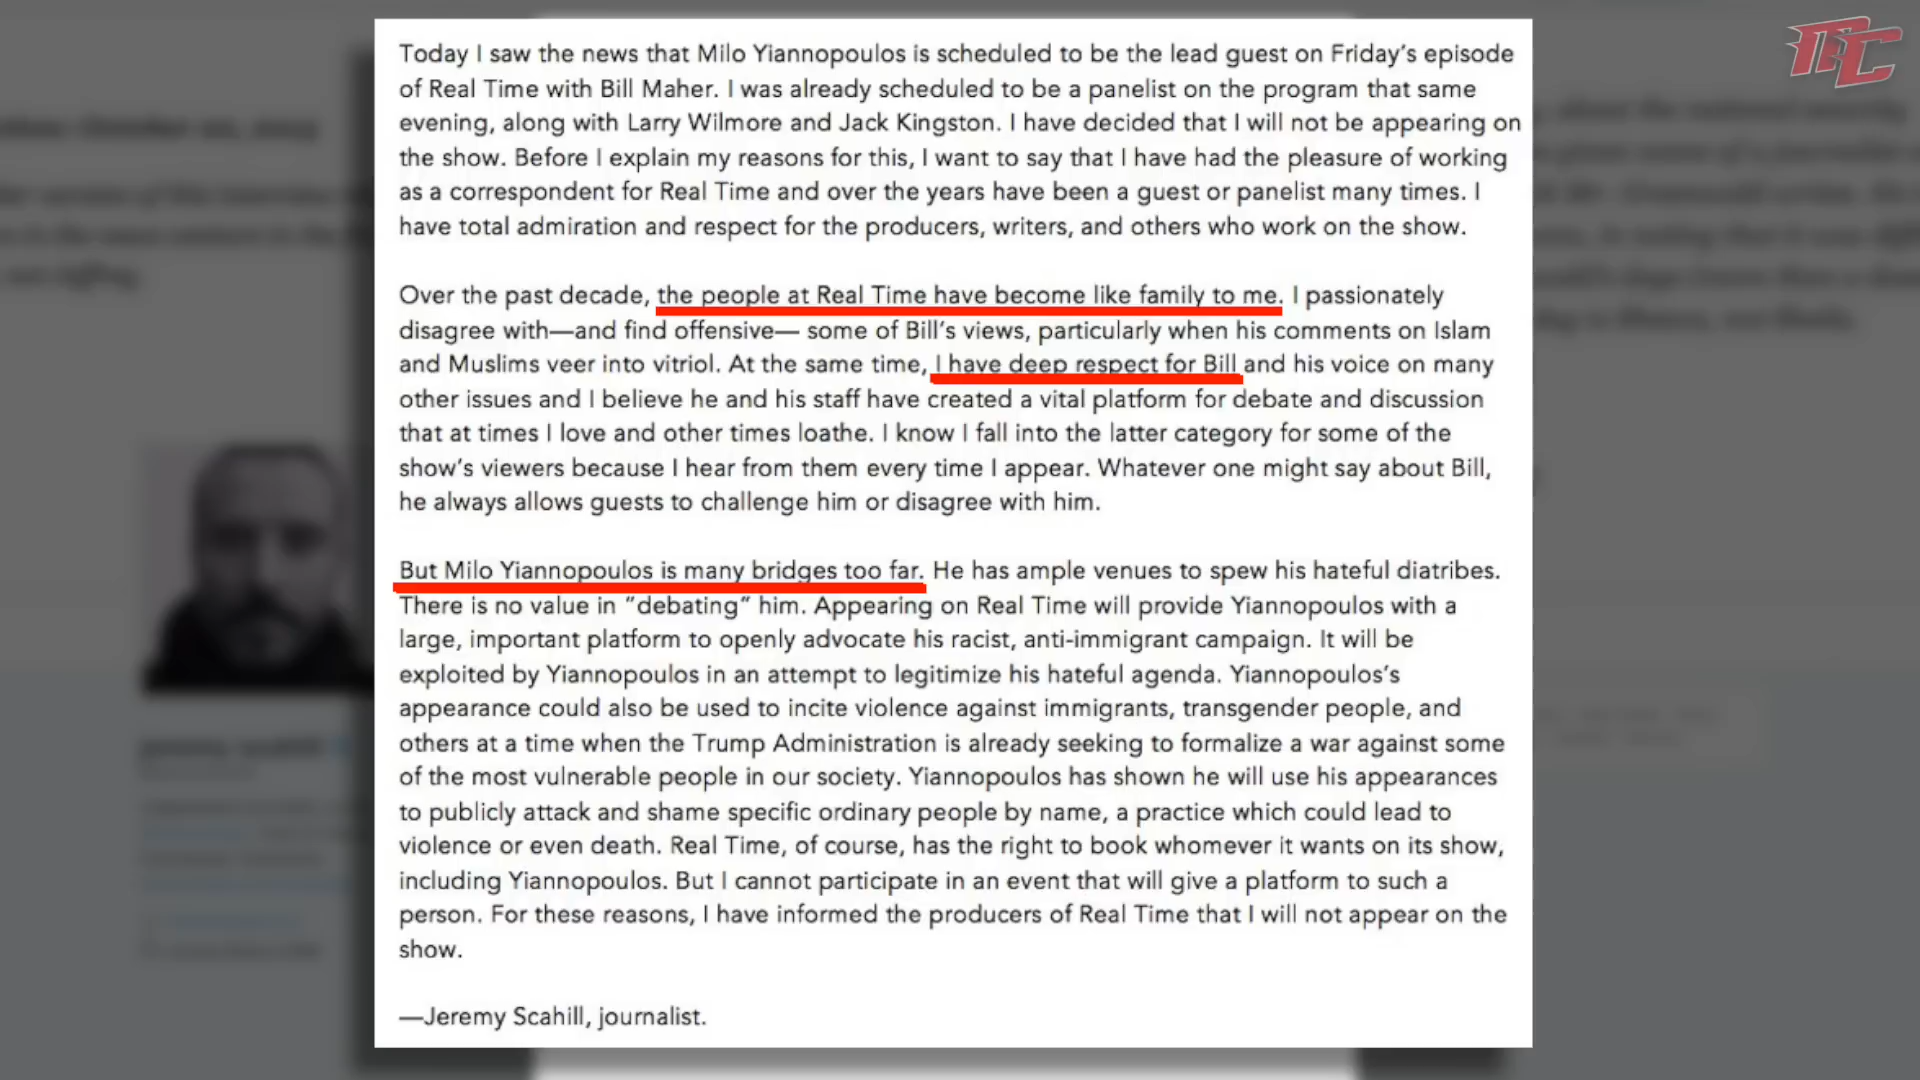 Today I saw the news that Milo Yiannopoulos is scheduled to be the lead guest on Friday's episode
of Real Time with Bill Maher. I was already scheduled to be a panelist on the program that same
evening, along with Larry Wilmore and Jack Kingston. I have decided that I will not be appearing on
the show. Before I explain my reasons for this, I want to say that I have had the pleasure of working
as a correspondent for Real Time and over the years have been a guest or panelist many times. I
have total admiration and respect for the producers, writers, and others who work on the show.
Over the past decade, the people at Real Time have become like family to me. I passionately
disagree with—and find offensive— some of Bill's views, particularly when his comments on Islam
and Muslims veer into vitriol. At the same time, I have deep respect for Bill and his voice on many
other issues and I believe he and his staff have created a vital platform for debate and discussion
that at times I love and other times loathe. I know I fall into the latter category for some of the
show's viewers because I hear from them every time I appear. Whatever one might say about Bill,
he always allows guests to challenge him or disagree with him.
But Milo Yiannopoulos is many bridges too far. He has ample venues to spew his hateful diatribes.
There is no value in "debating" him. Appearing on Real Time will provide Yiannopoulos with a
large, important platform to openly advocate his racist, anti-immigrant campaign. It will be
exploited by Yiannopoulos in an attempt to legitimize his hateful agenda. Yiannopoulos's
appearance could also be used to incite violence against immigrants, transgender people, and
others at a time when the Trump Administration is already seeking to formalize a war against some
of the most vulnerable people in our society. Yiannopoulos has shown he will use his appearances
to publicly attack and shame specific ordinary people by name, a practice which could lead to
violence or even death. Real Time, of course, has the right to book whomever it wants on its show,
including Yiannopoulos. But I cannot participate in an event that will give a platform to such a
person. For these reasons, I have informed the producers of Real Time that I will not appear on the
show.
—Jeremy Scahill, journalist.